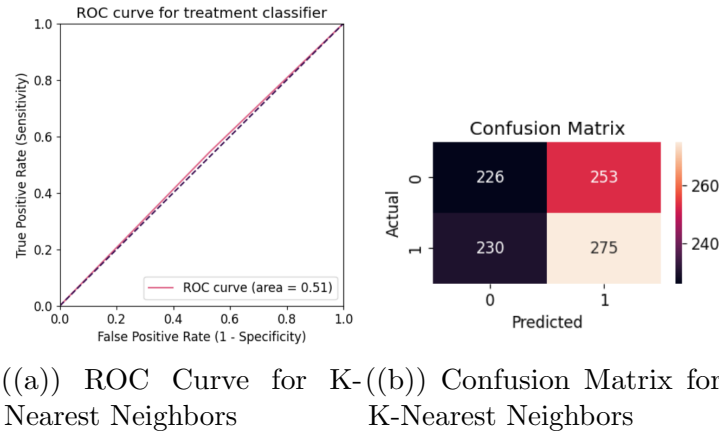 ROC curve for treatment classifier
1.0
0.8
0.6
0.4
0.2
0.0
True Positive Rate (Sensitivity)
ROC curve (area = 0.51)
0.0 0.2 0.4 0.6 0.8 1.0
False Positive Rate (1 - Specificity)
Confusion Matrix
Actual
0
1
226 253
230 275
0 1
Predicted
260
240
((a)) ROC Curve for K-
Nearest Neighbors
((b)) Confusion Matrix for
K-Nearest Neighbors